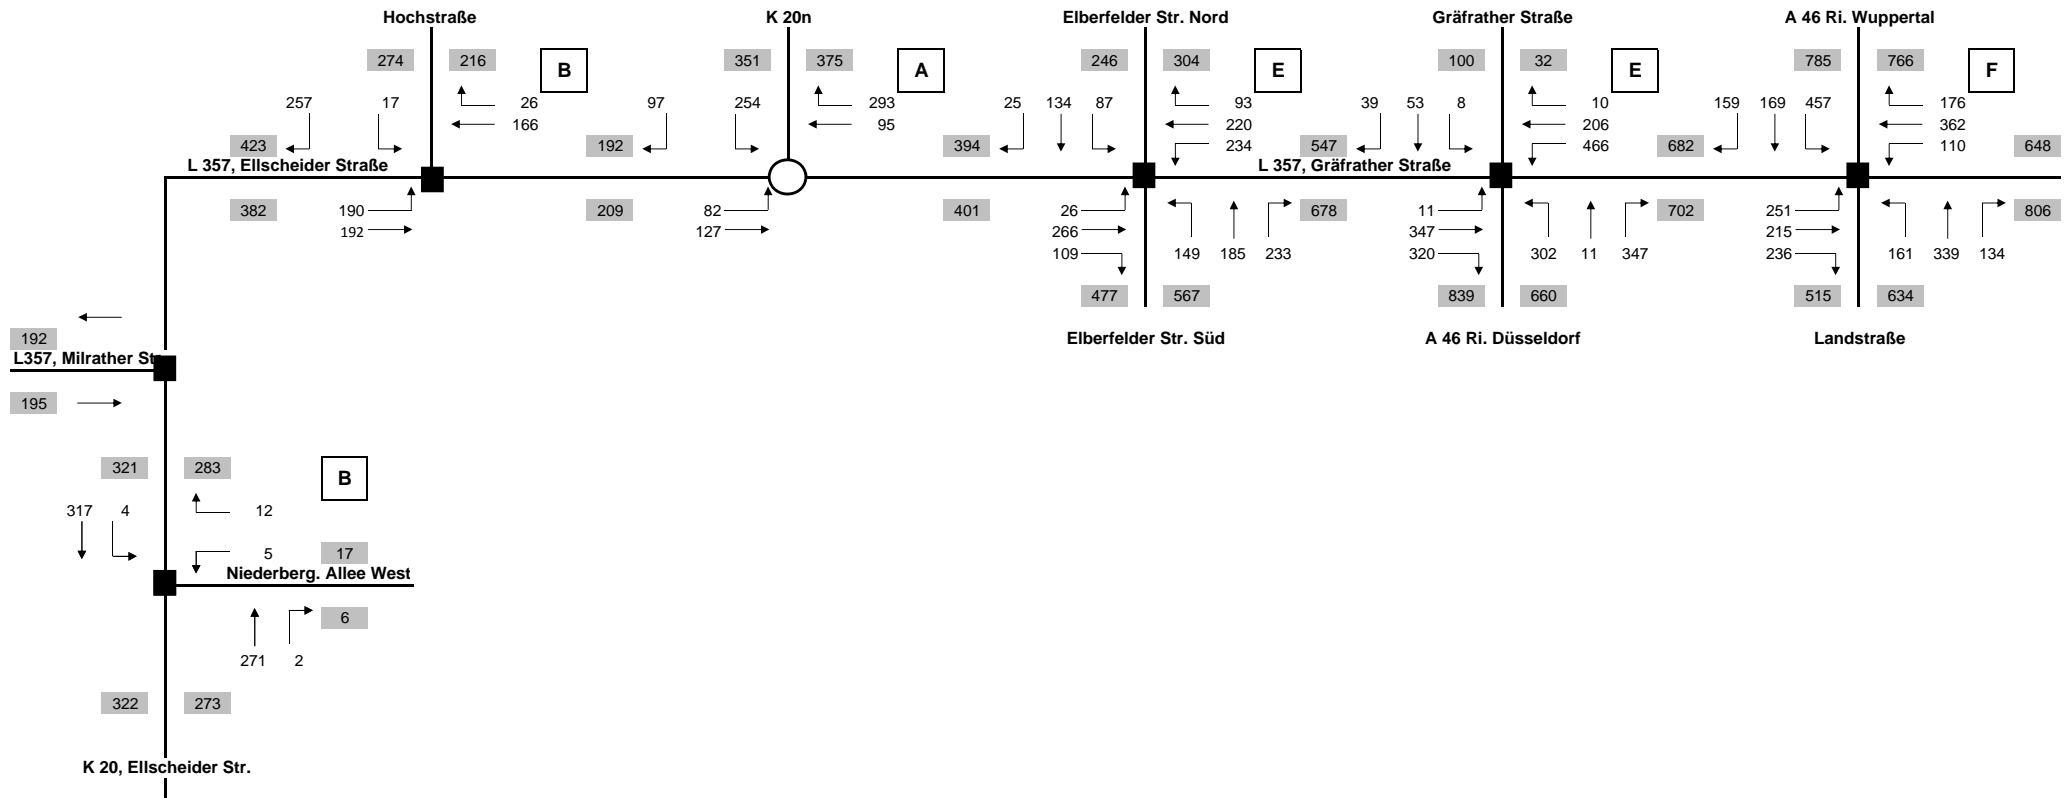 Hochstraße K 20n Elberfelder Str. Nord Gräfrather Straße A 46 Ri. Wuppertal
274 216 B 351 375 A 246 304 E 100 32 E 785 766 F
257 17 26 97 254 293 25 134 87 93 39 53 8 10 159 169 457 176
166 95 220 206 362
423 192 394 234 547 466 682 110 648
L 357, Ellscheider Straße L 357, Gräfrather Straße
382 190 209 82 401 26 678 11 702 251 806
192 127 266 347 215
109 149 185 233 320 302 11 347 236 161 339 134
477 567 839 660 515 634
192 Elberfelder Str. Süd A 46 Ri. Düsseldorf Landstraße
L357, Milrather Str
195
321 283 B
317 4 12
5 17
Niederberg. Allee West
6
271 2
322 273
K 20, Ellscheider Str.